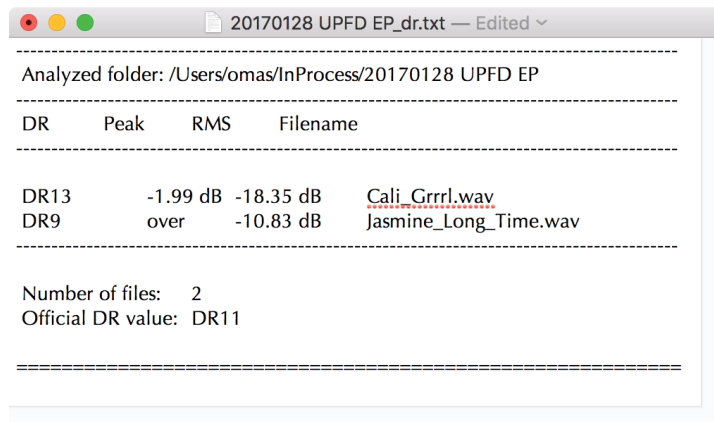 20170128 UPFD EP_dr.txt — Edited
Analyzed folder: /Users/omas/InProcess/20170128 UPFD EP
DR Peak RMS Filename
DR13 -1.99 dB -18.35 dB Cali_Grrrl.wav
DR9 over -10.83 dB Jasmine_Long_Time.wav
Number of files: 2
Official DR value: DR11